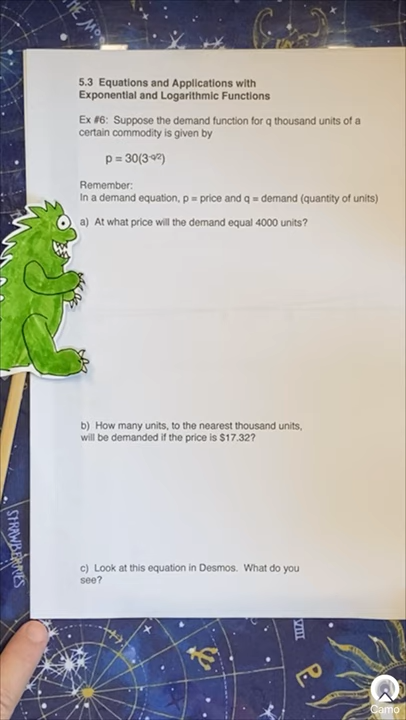 5.3 Equations and Applications with
Exponential and Logarithmic Functions
Ex #6: Suppose the demand function for q thousand units of a
certain commodity is given by
p = 30(3^-q/2)
Remember:
In a demand equation, p = price and q = demand (quantity of units)
a) At what price will the demand equal 4000 units?
b) How many units, to the nearest thousand units,
will be demanded if the price is $17.32?
c) Look at this equation in Desmos. What do you
see?
STRAWBERRIES
VIII
Camo